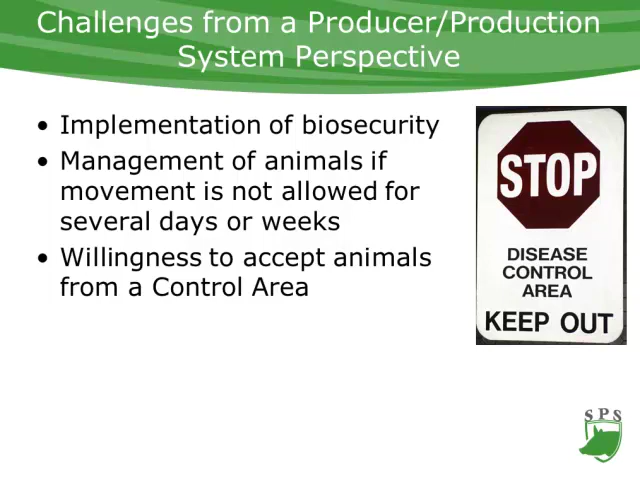 Challenges from a Producer/Production
System Perspective
• Implementation of biosecurity
• Management of animals if
movement is not allowed for
several days or weeks
• Willingness to accept animals
from a Control Area
STOP
DISEASE
CONTROL
AREA
KEEP OUT
SPS